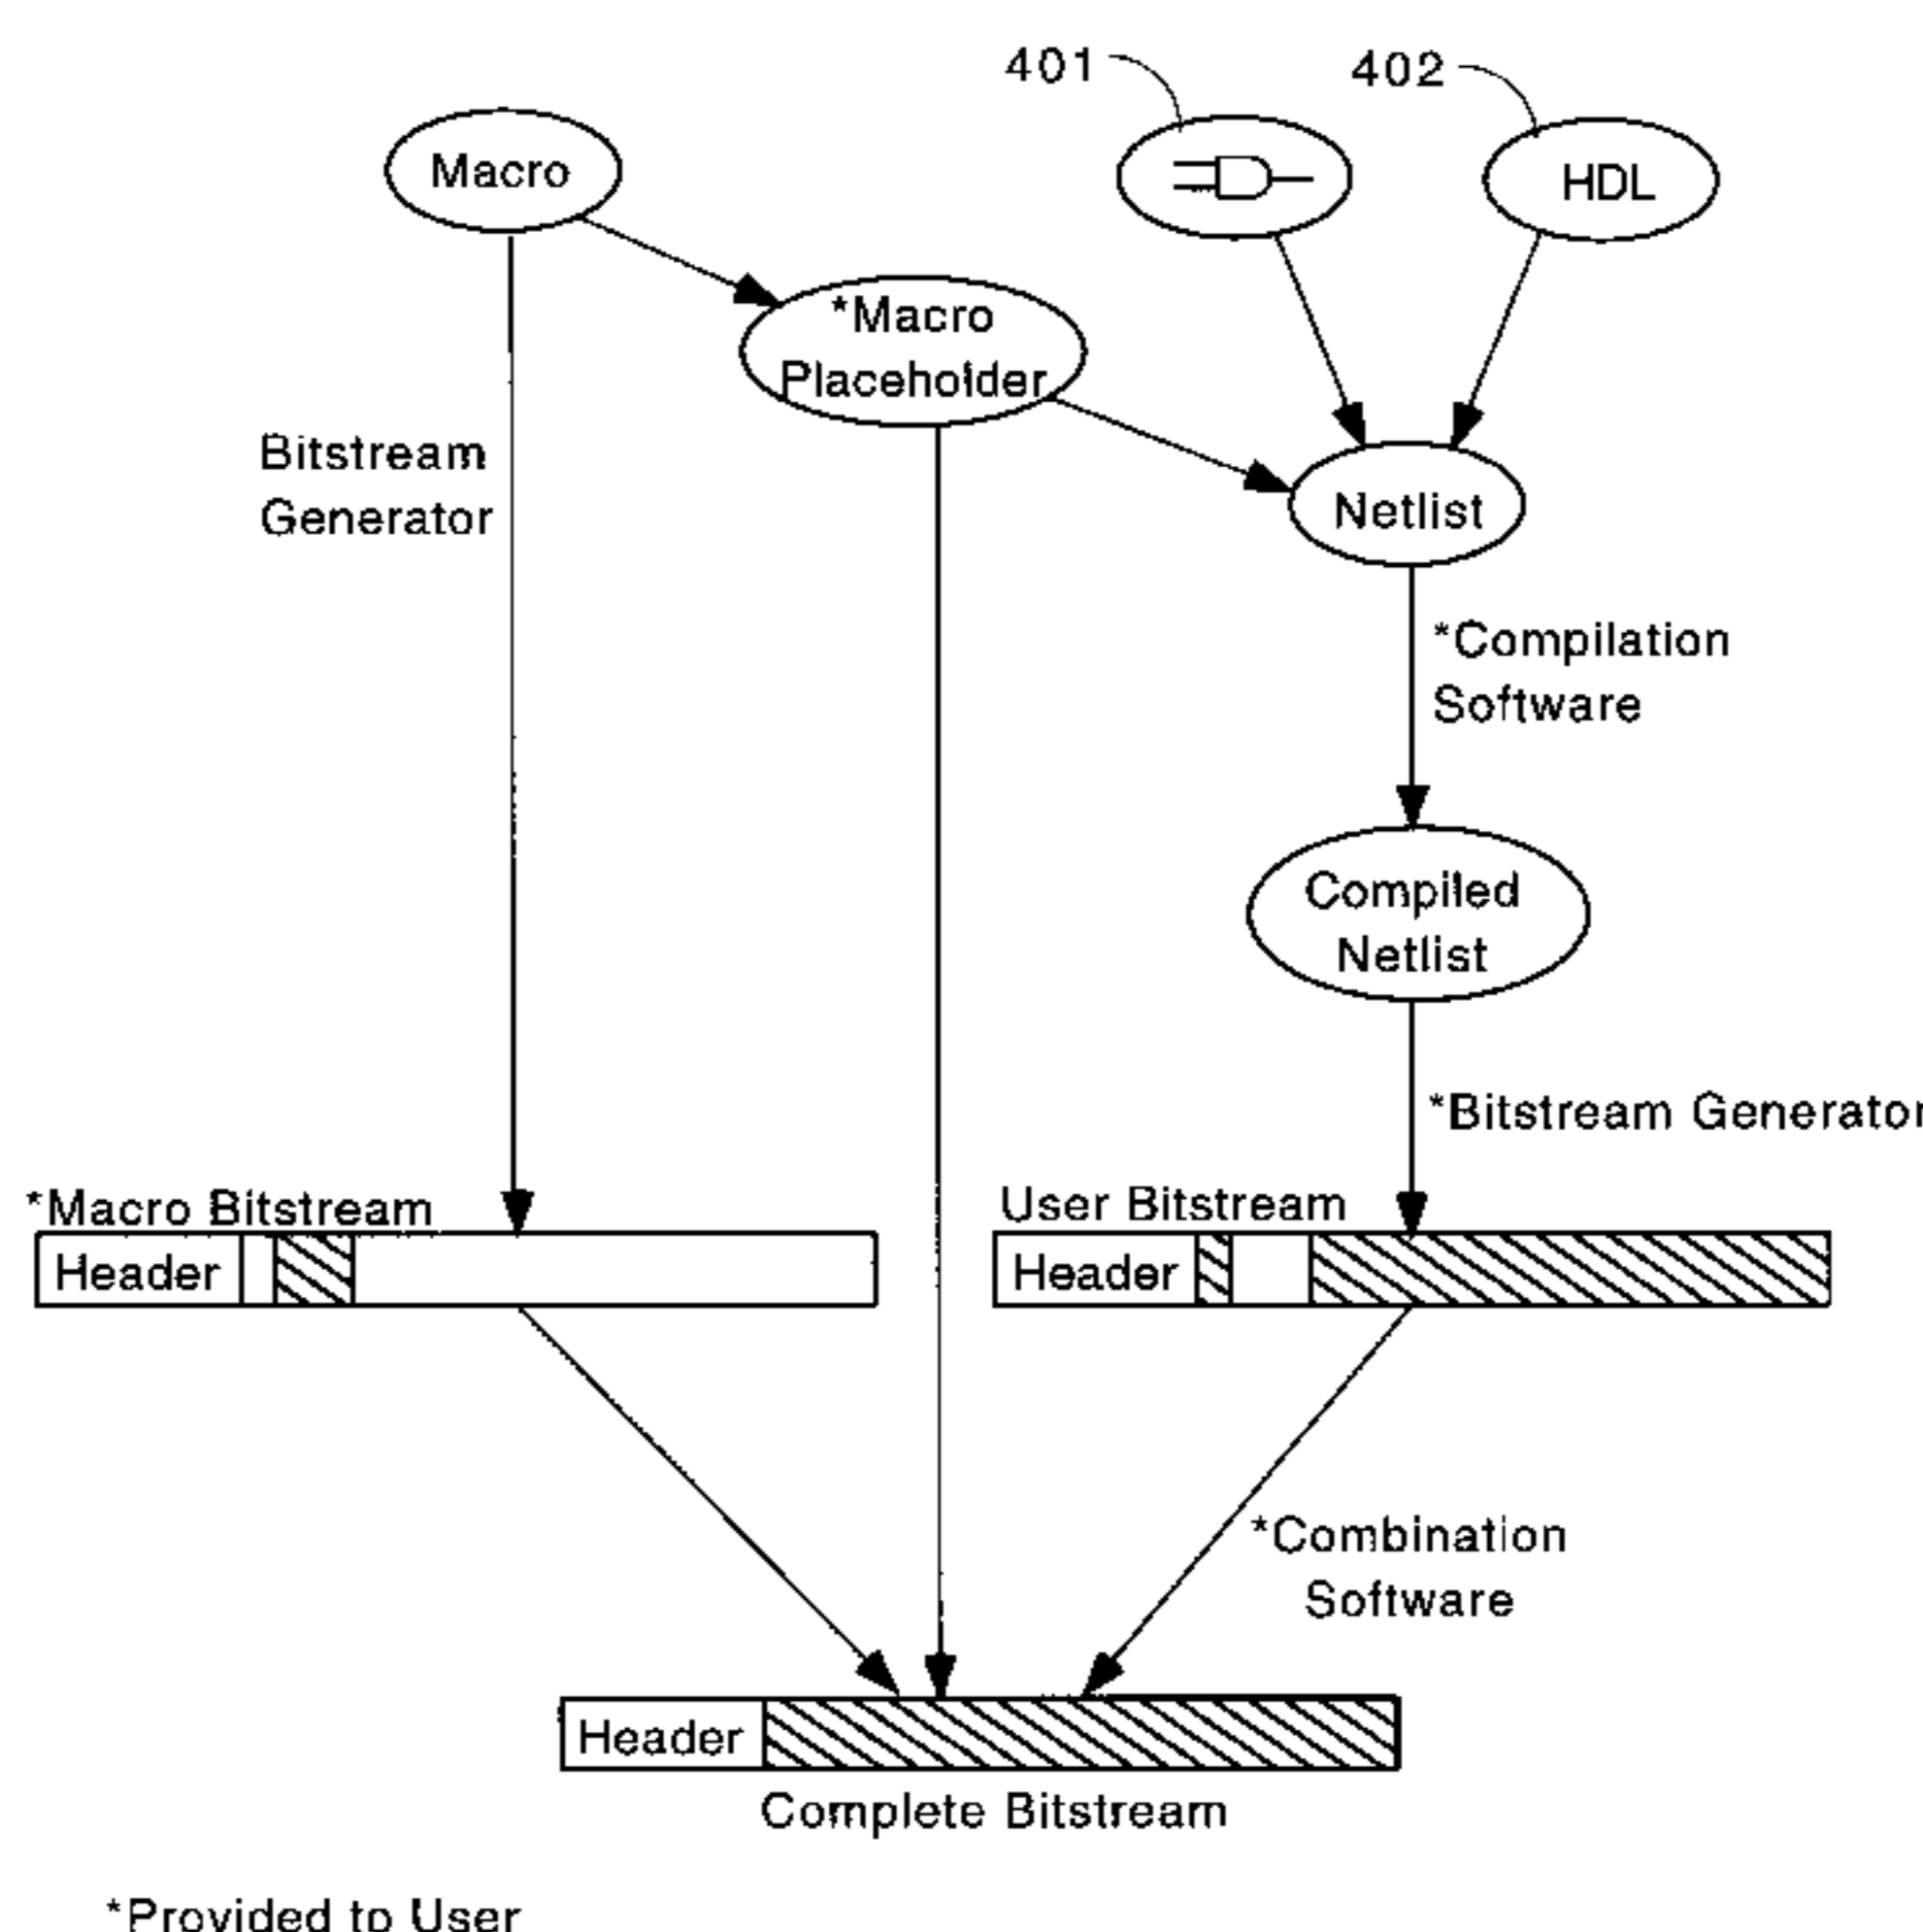 401
402
Macro
HDL
*Macro
Placeholder
Bitstream
Generator
Netlist
*Compilation
Software
Compiled
Netlist
*Bitstream Generator
*Macro Bitstream
User Bitstream
Header
Header
*Combination
Software
Header
Complete Bitstream
*Provided to User